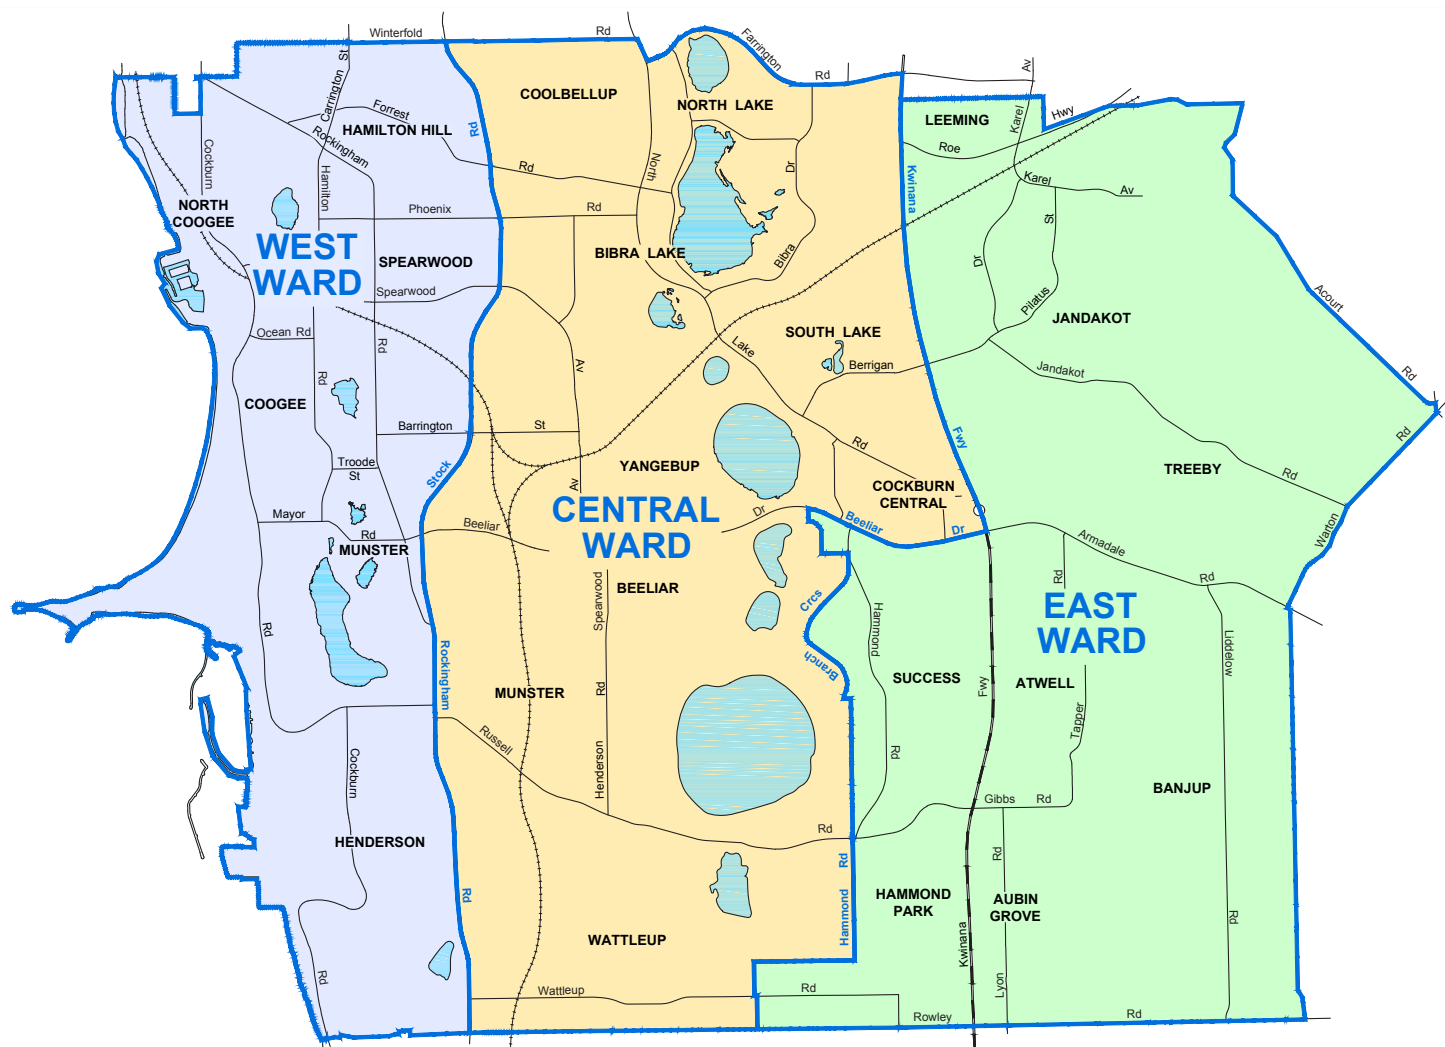 Winterfold
Rd
Farrington
Rd
Av
Karel
Hwy
Roe
LEEMING
St
Carrington
Forrest
HAMILTON HILL
Rockingham
Rd
COOLBELLUP
NORTH LAKE
North
Dr
Bibra
Rd
Kwinana
Karel
Av
St
Dr
Pilatus
Cockburn
Hamilton
NORTH
COOGEE
Phoenix
Rd
WEST
WARD
SPEARWOOD
BIBRA LAKE
Spearwood
Ocean Rd
Rd
Rd
Av
SOUTH LAKE
Lake
Berrigan
JANDAKOT
Acourt
Rd
Jandakot
COOGEE
Barrington
St
Rd
Fwy
Rd
Troode
St
Stock
YANGEBUP
Av
COCKBURN
CENTRAL
TREEBY
Rd
Warton
Mayor
Rd
MUNSTER
Beeliar
CENTRAL
WARD
Dr
Beeliar
Dr
Armadale
Rd
Rd
BEELIAR
Spearwood
Crcs
Branch
Hammond
EAST
WARD
Liddelow
Rd
Rockingham
MUNSTER
Rd
Henderson
SUCCESS
Fwy
ATWELL
Tapper
Russell
Rd
Cockburn
BANJUP
Gibbs
Rd
HENDERSON
Rd
Rd
Rd
Hammond
HAMMOND
PARK
Rd
AUBIN
GROVE
Rd
WATTLEUP
Kwinana
Lyon
Rd
Wattleup
Rd
Rowley
Rd